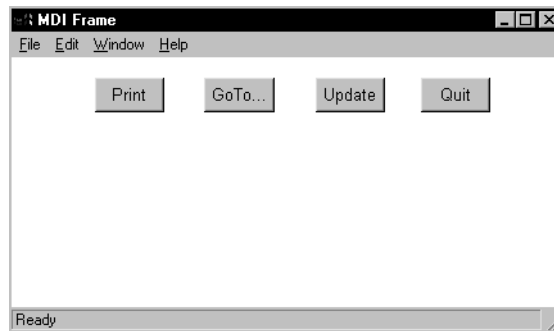 MDI Frame
File Edit Window Help
Print GoTo... Update Quit
Ready